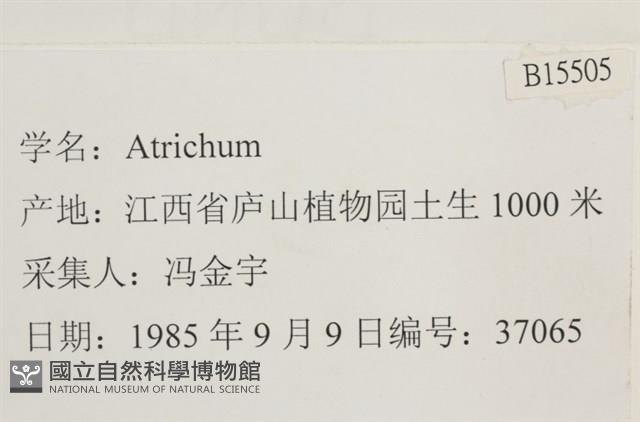 B15505
学名：Atrichum
产地：江西省庐山植物园土生 1000 米
采集人：冯金宇
日期：1985 年 9 月 9 日编号：37065
國立自然科學博物館
NATIONAL MUSEUM OF NATURAL SCIENCE